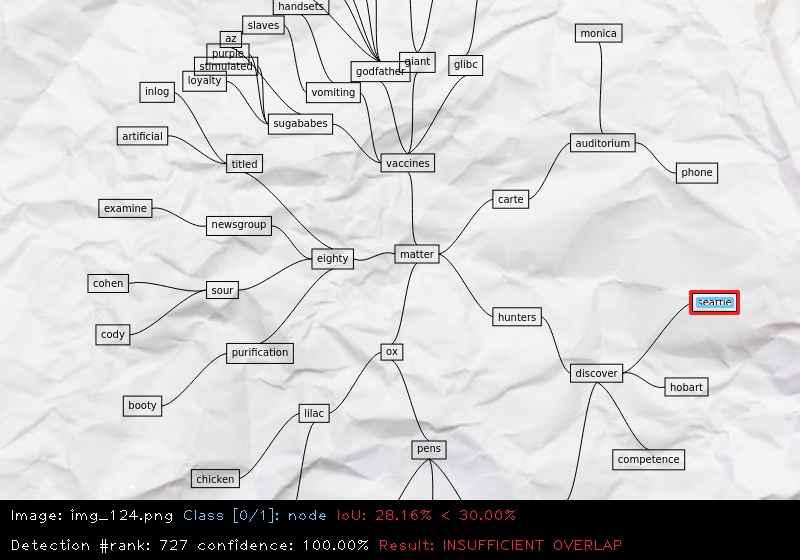 handsets
slaves
az
purple
stimulated
loyalty
godfather
giant
glibc
monica
inlog
vomiting
artificial
sugababes
titled
vaccines
auditorium
phone
examine
newsgroup
carte
eighty
matter
cohen
sour
hunters
cody
purification
ox
discover
hobart
booty
lilac
pens
competence
chicken
Image: img_124.png Class [0/1]: node IoU: 28.16% < 30.00%
Detection #rank: 727 confidence: 100.00% Result: INSUFFICIENT OVERLAP